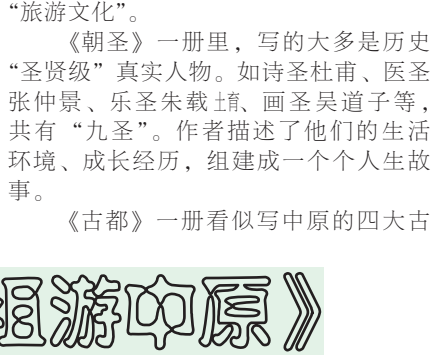 “旅游文化”。
《朝圣》一册里，写的大多是历史
“圣贤级”真实人物。如诗圣杜甫、医圣
张仲景、乐圣朱载堉、画圣吴道子等，
共有“九圣”。作者描述了他们的生活
环境、成长经历，组建成一个个人生故
事。
《古都》一册看似写中原的四大古
游中原》